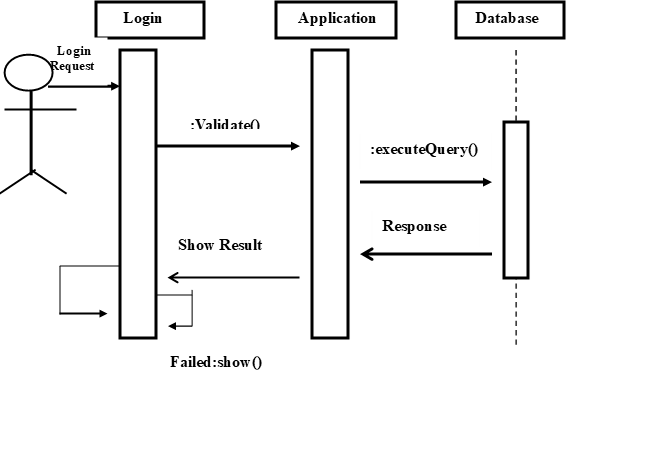 Login
Application
Database
Login
Request
:Validate()
:executeQuery()
Response
Show Result
Failed:show()